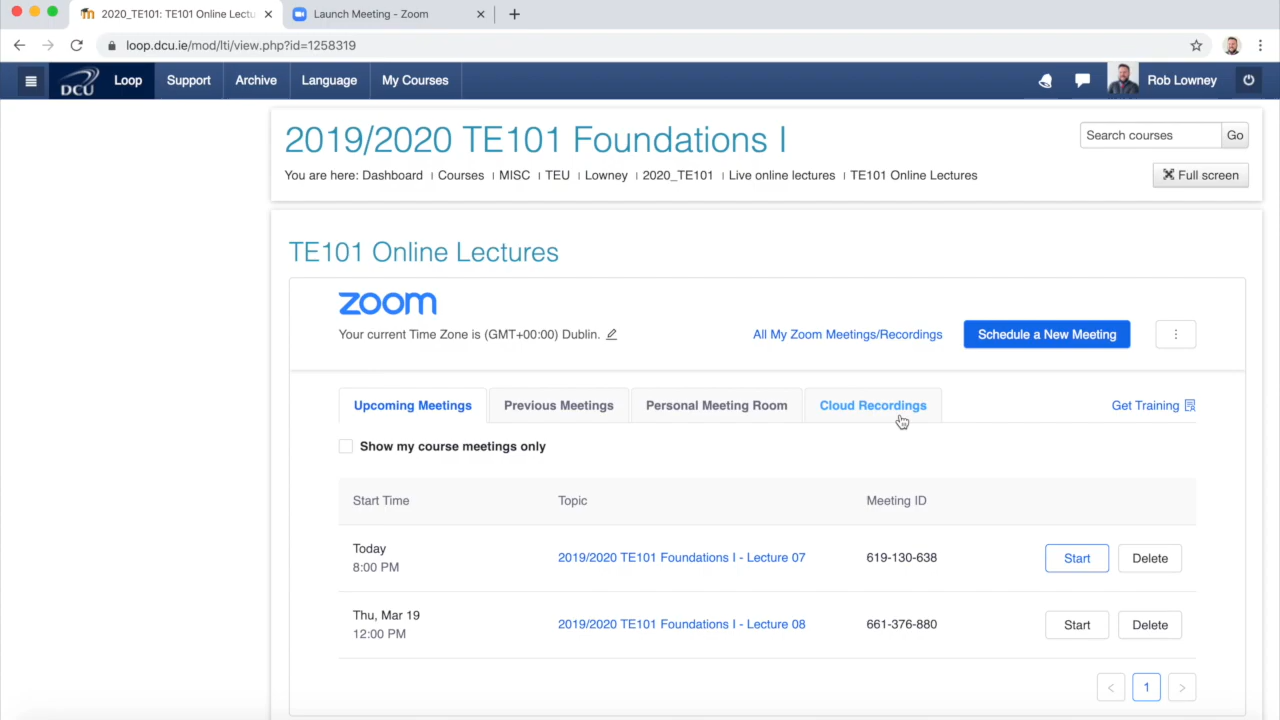 2020_TE101: TE101 Online Lectu
Launch Meeting - Zoom
loop.dcu.ie/mod/lti/view.php?id=1258319
DCU Loop Support Archive Language My Courses Rob Lowney
2019/2020 TE101 Foundations I
Search courses Go
You are here: Dashboard Courses MISC TEU Lowney 2020_TE101 Live online lectures TE101 Online Lectures
Full screen
TE101 Online Lectures
zoom
Your current Time Zone is (GMT+00:00) Dublin.
All My Zoom Meetings/Recordings
Schedule a New Meeting
Upcoming Meetings Previous Meetings Personal Meeting Room Cloud Recordings Get Training
Show my course meetings only
Start Time Topic Meeting ID
Today
8:00 PM
2019/2020 TE101 Foundations I - Lecture 07 619-130-638 Start Delete
Thu, Mar 19
12:00 PM
2019/2020 TE101 Foundations I - Lecture 08 661-376-880 Start Delete
< 1 >